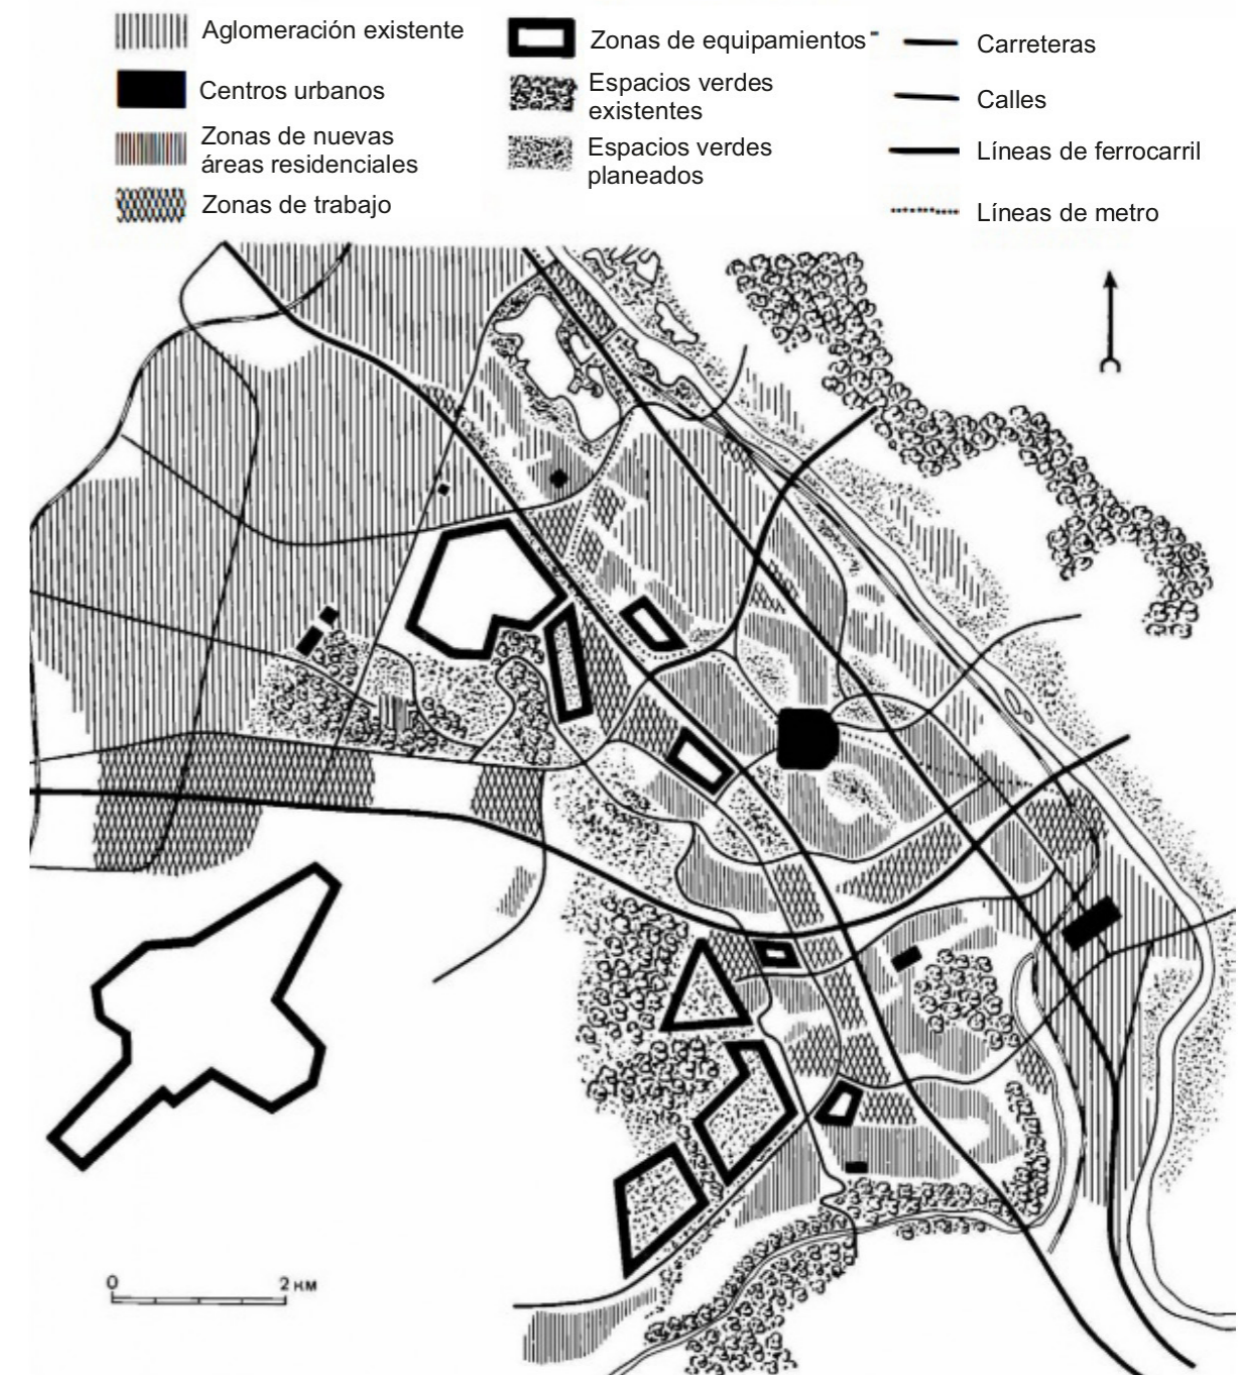 Aglomeración existente
Centros urbanos
Zonas de nuevas
áreas residenciales
Zonas de trabajo
Zonas de equipamientos
Espacios verdes
existentes
Espacios verdes
planeados
Carreteras
Calles
Líneas de ferrocarril
Líneas de metro
0 2 км